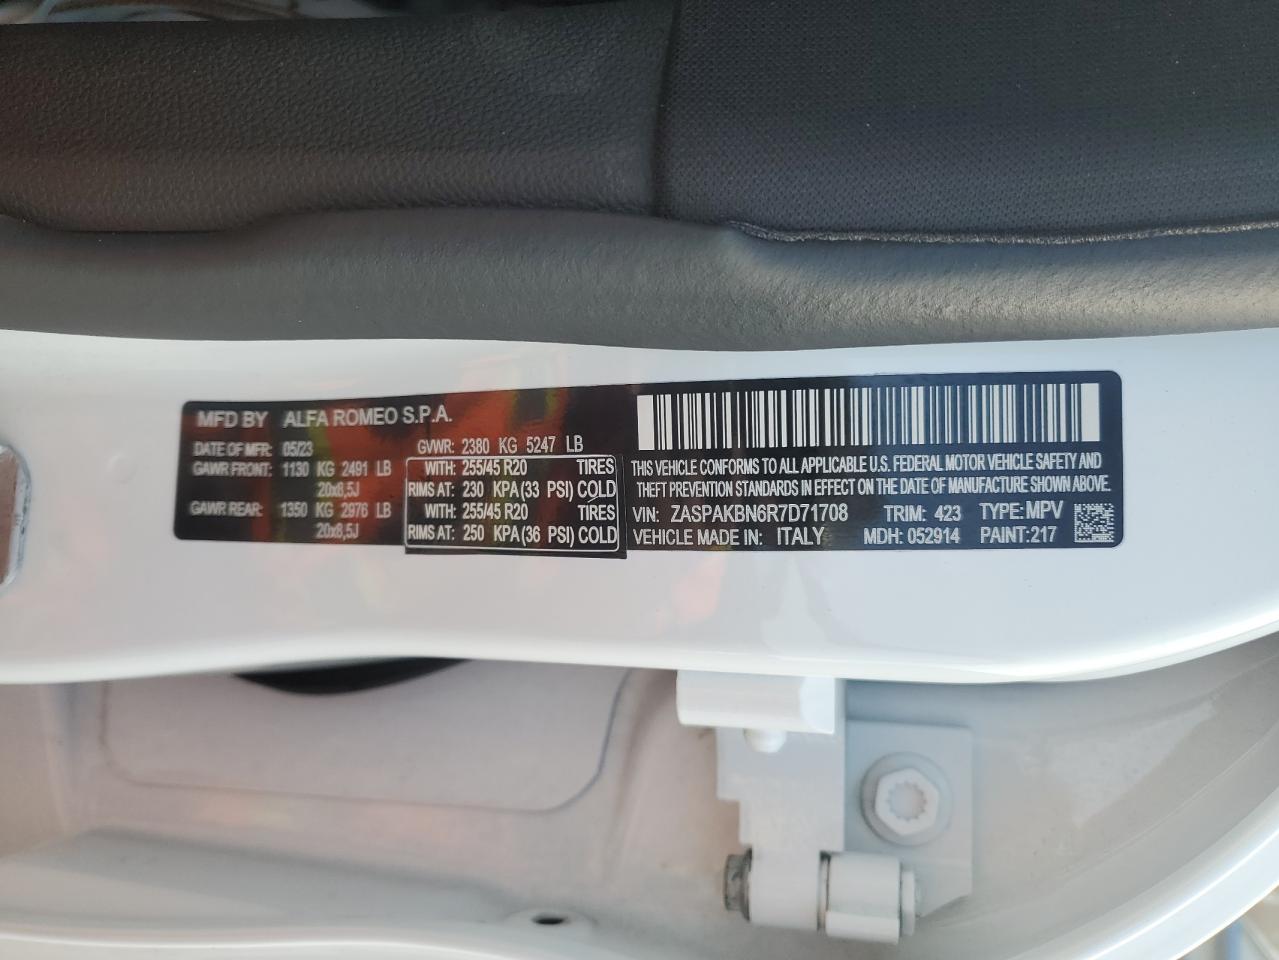 MFD BY ALFA ROMEO S.P.A.
DATE OF MFR: 05/23 GVWR: 2380 KG 5247 LB
GAWR FRONT: 1130 KG 2491 LB WITH: 255/45 R20 TIRES
20x8,5J RIMS AT: 230 KPA (33 PSI) COLD
GAWR REAR: 1350 KG 2976 LB WITH: 255/45 R20 TIRES
20x8,5J RIMS AT: 250 KPA (36 PSI) COLD
THIS VEHICLE CONFORMS TO ALL APPLICABLE U.S. FEDERAL MOTOR VEHICLE SAFETY AND
THEFT PREVENTION STANDARDS IN EFFECT ON THE DATE OF MANUFACTURE SHOWN ABOVE.
VIN: ZASPAKBN6R7D71708 TRIM: 423 TYPE: MPV
VEHICLE MADE IN: ITALY MDH: 052914 PAINT: 217